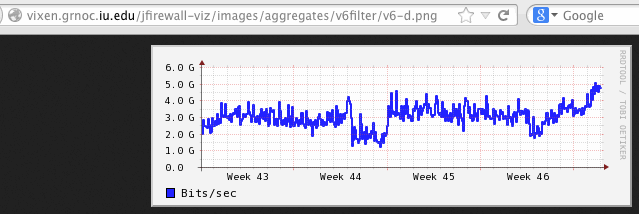 vixen.grnoc.iu.edu/jfirewall-viz/images/aggregates/v6filter/v6-d.png
Google
RRDTOOL / TOBI OETIKER
6.0 G
5.0 G
4.0 G
3.0 G
2.0 G
1.0 G
0.0
Week 43 Week 44 Week 45 Week 46
Bits/sec